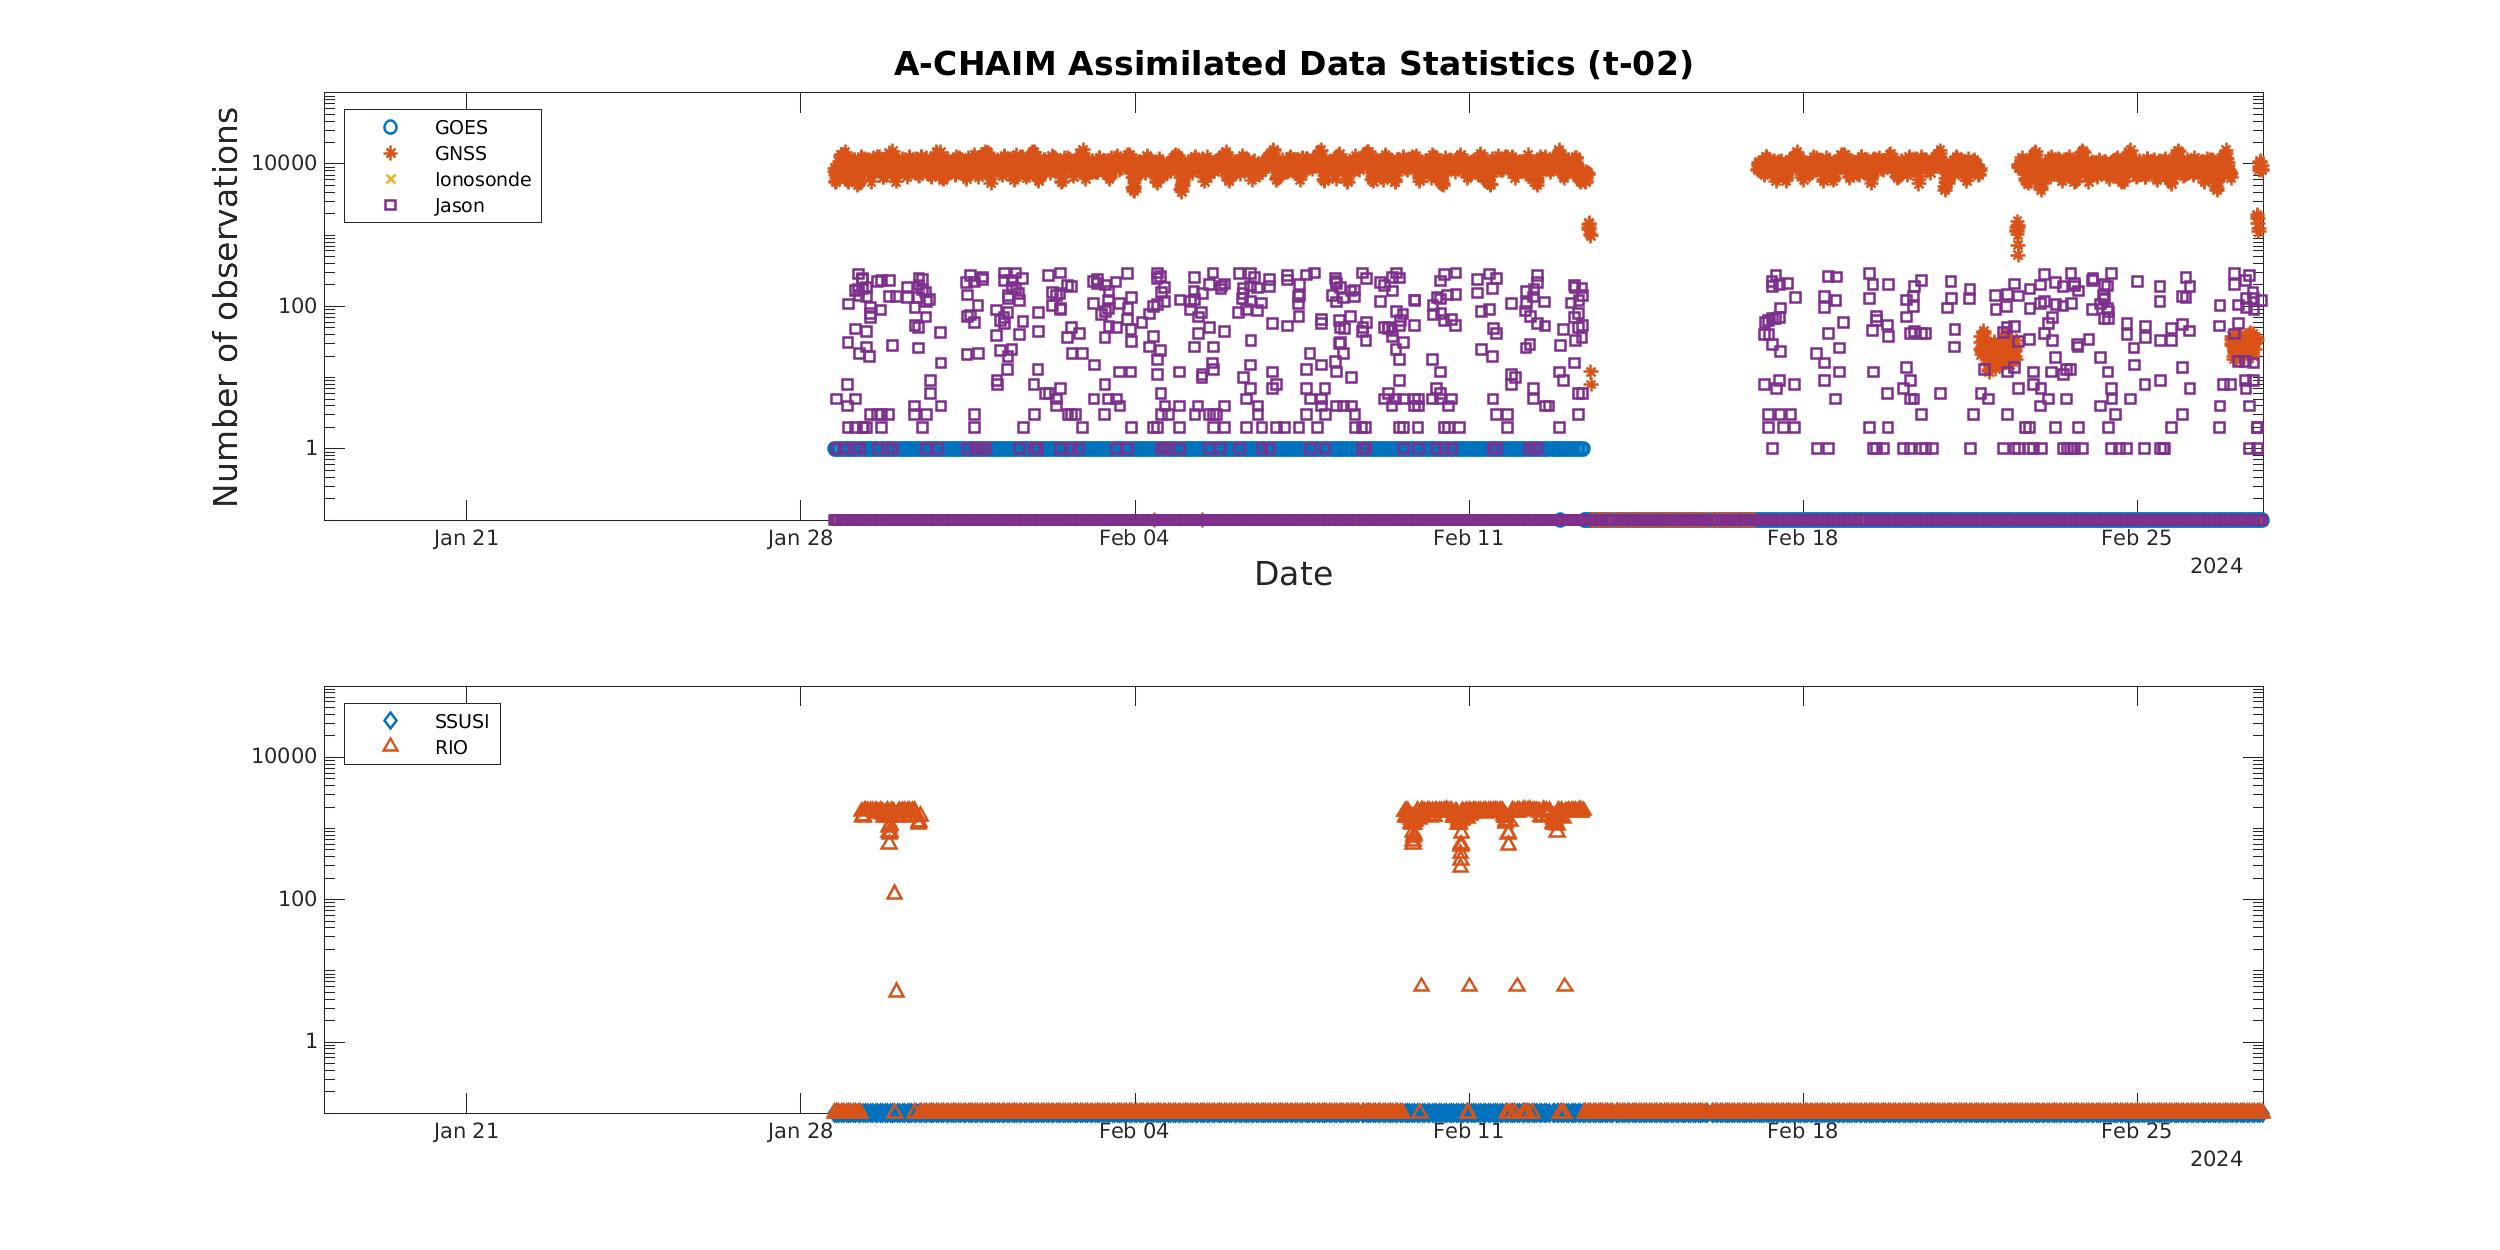 A-CHAIM Assimilated Data Statistics (t-02)
Number of observations
10000
100
1
GOES
GNSS
Ionosonde
Jason
Jan 21
Jan 28
Feb 04
Feb 11
Feb 18
Feb 25
2024
Date
10000
100
1
SSUSI
RIO
Jan 21
Jan 28
Feb 04
Feb 11
Feb 18
Feb 25
2024